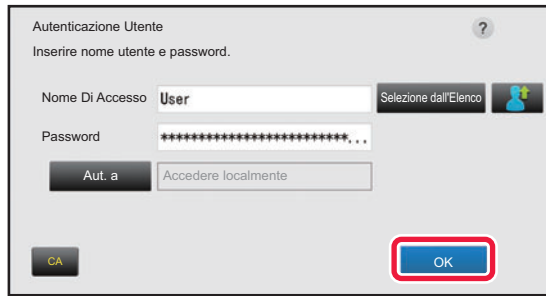 Autenticazione Utente
?
Inserire nome utente e password.
Nome Di Accesso User Selezione dall'Elenco
Password **************************...
Aut. a Accedere localmente
CA OK